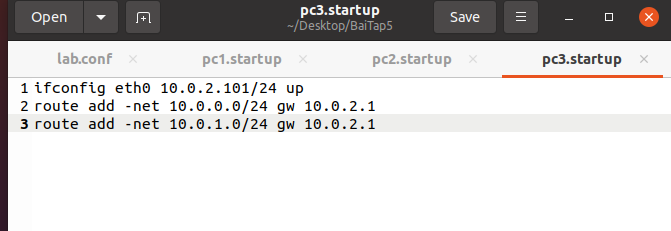 Open
pc3.startup
~/Desktop/BaiTap5
Save
lab.conf
pc1.startup
pc2.startup
pc3.startup
1 ifconfig eth0 10.0.2.101/24 up
2 route add -net 10.0.0.0/24 gw 10.0.2.1
3 route add -net 10.0.1.0/24 gw 10.0.2.1